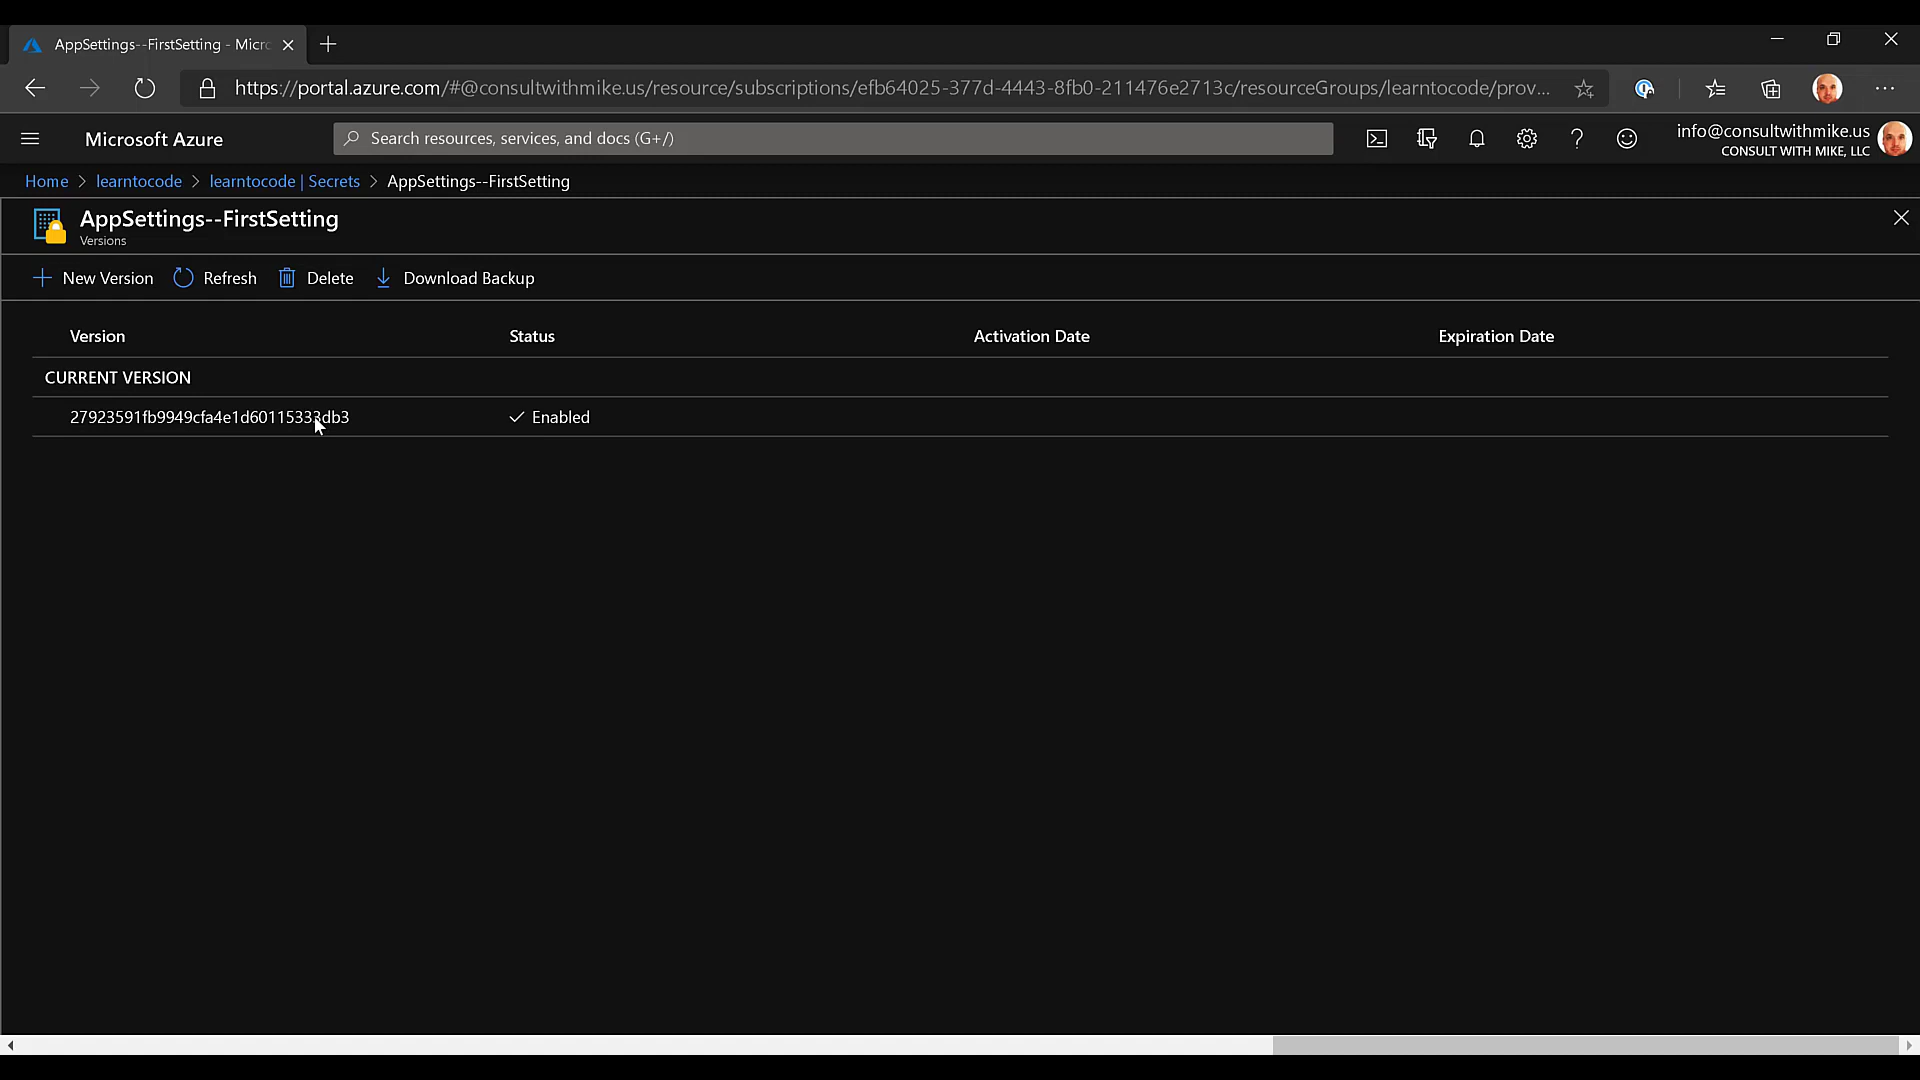 AppSettings--FirstSetting - Micro
https://portal.azure.com/#@consultwithmike.us/resource/subscriptions/efb64025-377d-4443-8fb0-211476e2713c/resourceGroups/learntocode/prov...
Microsoft Azure
Search resources, services, and docs (G+/)
info@consultwithmike.us
CONSULT WITH MIKE, LLC
Home > learntocode > learntocode | Secrets > AppSettings--FirstSetting
AppSettings--FirstSetting
Versions
New Version Refresh Delete Download Backup
Version Status Activation Date Expiration Date
CURRENT VERSION
27923591fb9949cfa4e1d60115333db3 Enabled